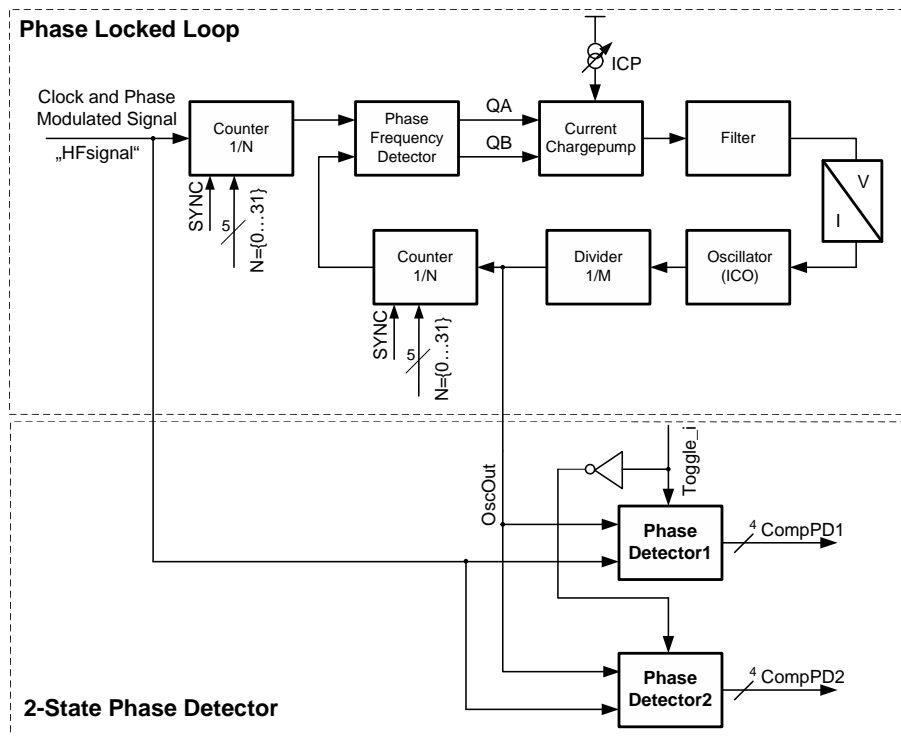 Phase Locked Loop
ICP
Clock and Phase
Modulated Signal
„HFsignal“
Counter
1/N
Phase
Frequency
Detector
QA
QB
Current
Chargepump
Filter
V
I
SYNC
5
N={0...31}
Counter
1/N
Divider
1/M
Oscillator
(ICO)
SYNC
5
N={0...31}
OscOut
Toggle_i
Phase
Detector1
4 CompPD1
Phase
Detector2
4 CompPD2
2-State Phase Detector